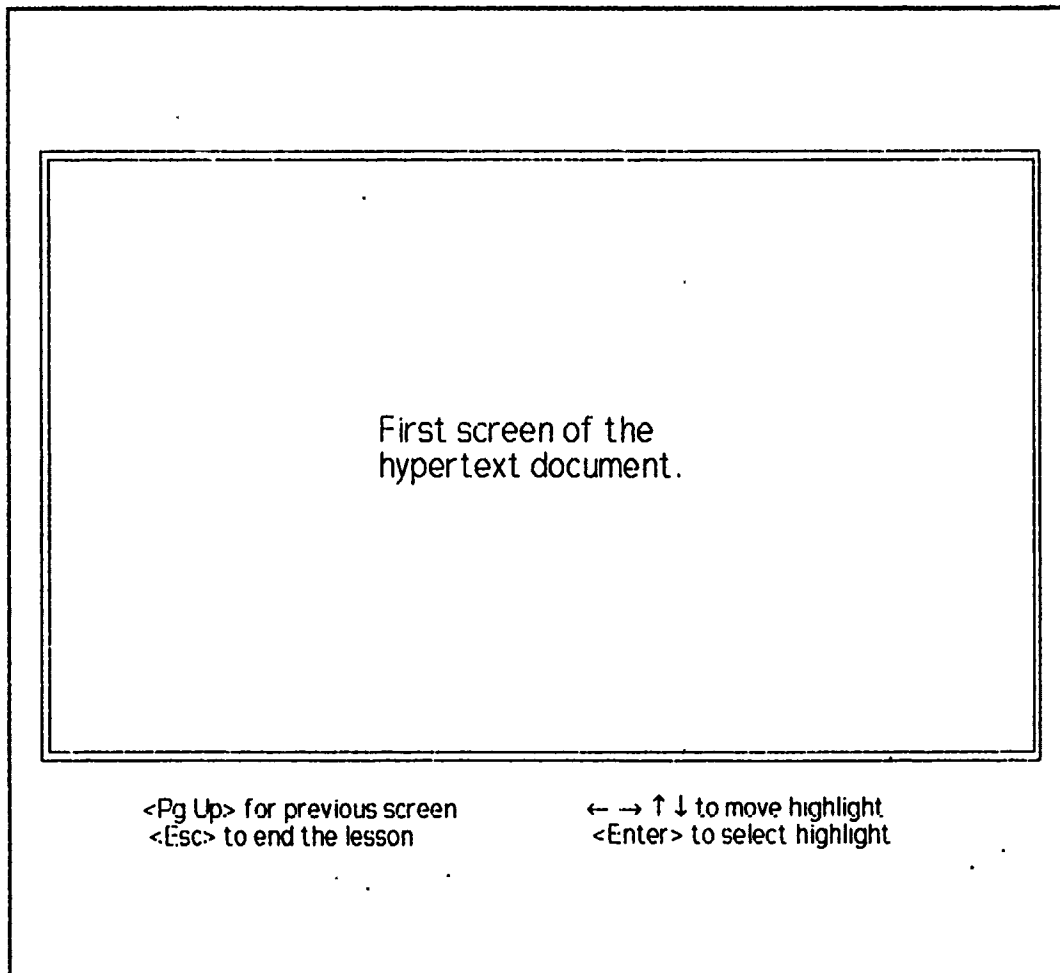 First screen of the
hypertext document.
<Pg Up> for previous screen
<Esc> to end the lesson
← → ↑ ↓ to move highlight
<Enter> to select highlight